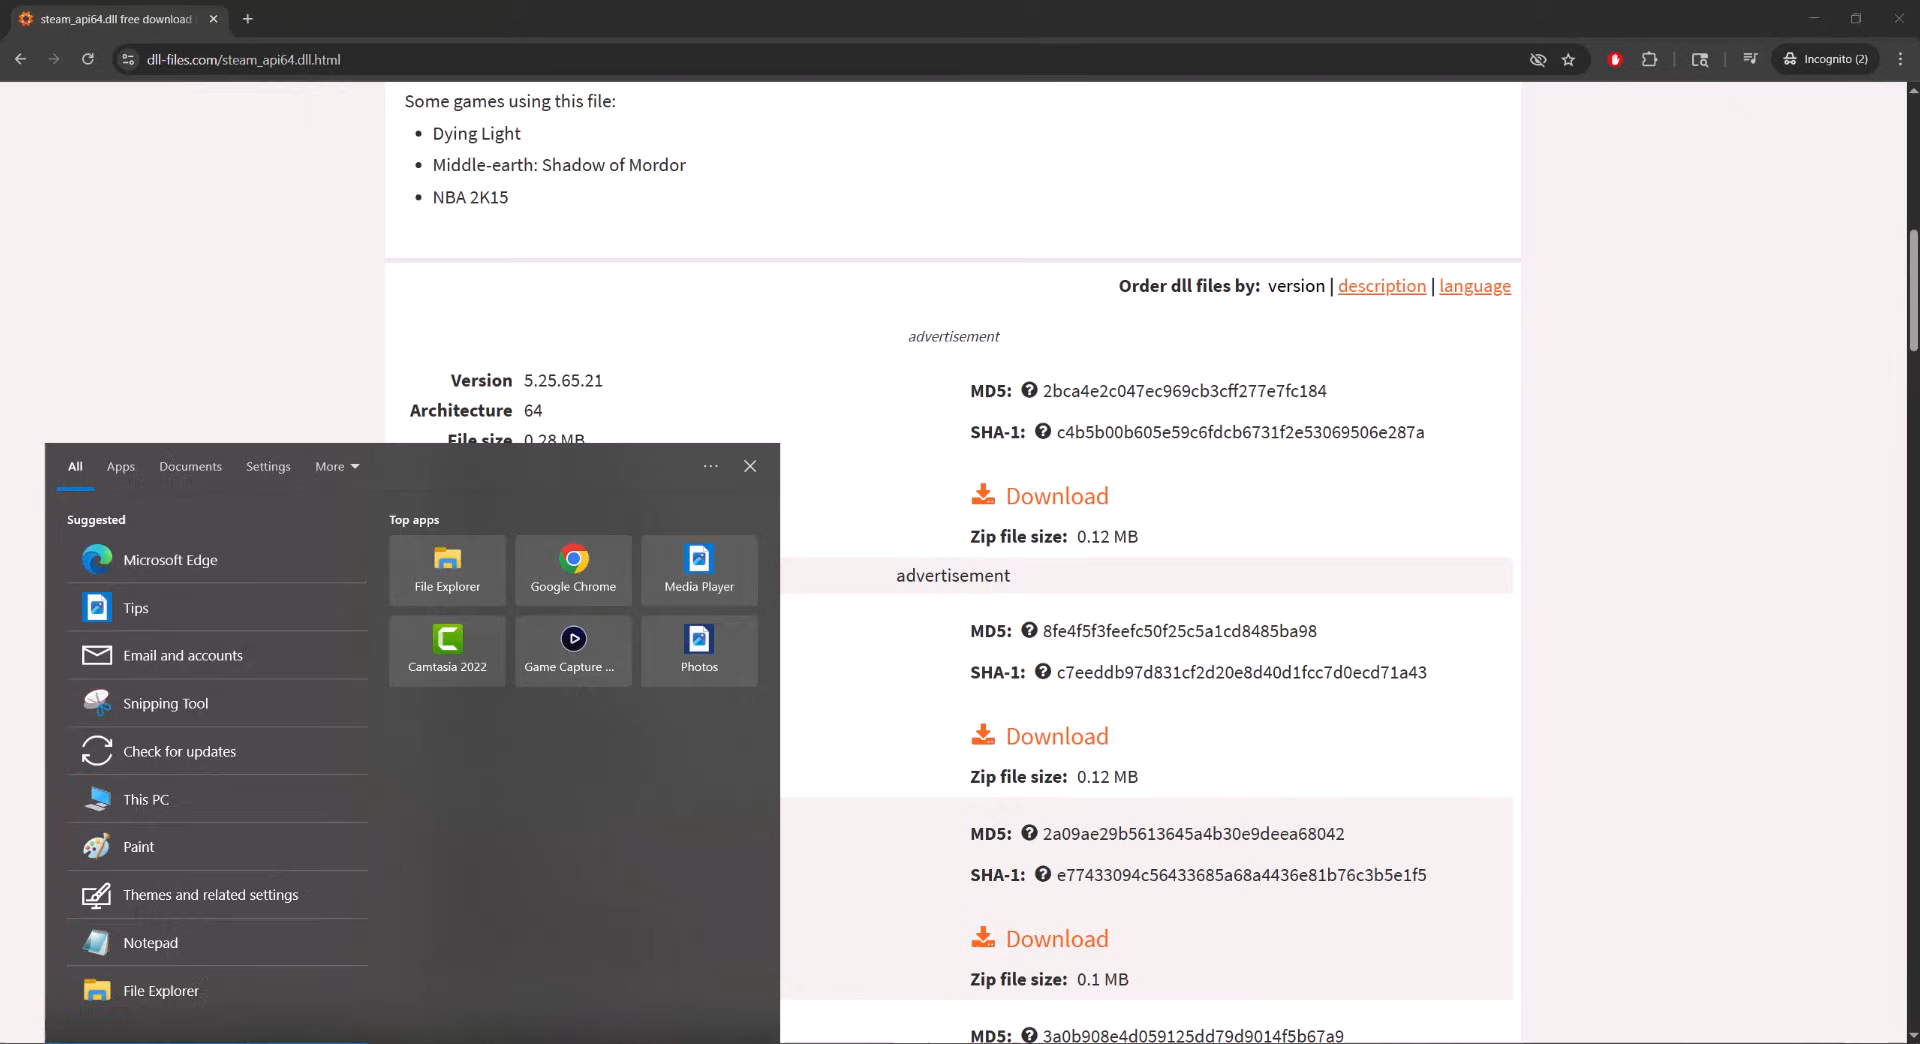 steam_api64.dll free download
dll-files.com/steam_api64.dll.html
Incognito (2)
Some games using this file:
Dying Light
Middle-earth: Shadow of Mordor
NBA 2K15
Order dll files by: version | description | language
advertisement
Version 5.25.65.21
Architecture 64
File size 0.28 MB
MD5: 2bca4e2c047ec969cb3cff277e7fc184
SHA-1: c4b5b00b605e59c6fdcb6731f2e53069506e287a
Download
Zip file size: 0.12 MB
advertisement
MD5: 8fe4f5f3feefc50f25c5a1cd8485ba98
SHA-1: c7eeddb97d831cf2d20e8d40d1fcc7d0ecd71a43
Download
Zip file size: 0.12 MB
MD5: 2a09ae29b5613645a4b30e9deea68042
SHA-1: e77433094c56433685a68a4436e81b76c3b5e1f5
Download
Zip file size: 0.1 MB
MD5: 3a0b908e4d059125dd79d9014f5b67a9
All Apps Documents Settings More
Suggested
Microsoft Edge
Tips
Email and accounts
Snipping Tool
Check for updates
This PC
Paint
Themes and related settings
Notepad
File Explorer
Top apps
File Explorer
Google Chrome
Media Player
Camtasia 2022
Game Capture ...
Photos